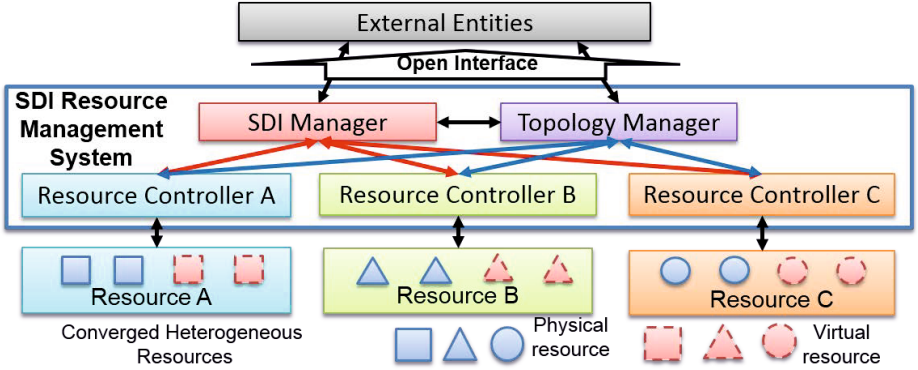 External Entities
Open Interface
SDI Resource
Management
System
SDI Manager
Topology Manager
Resource Controller A
Resource Controller B
Resource Controller C
Resource A
Resource B
Resource C
Converged Heterogeneous
Resources
Physical
resource
Virtual
resource